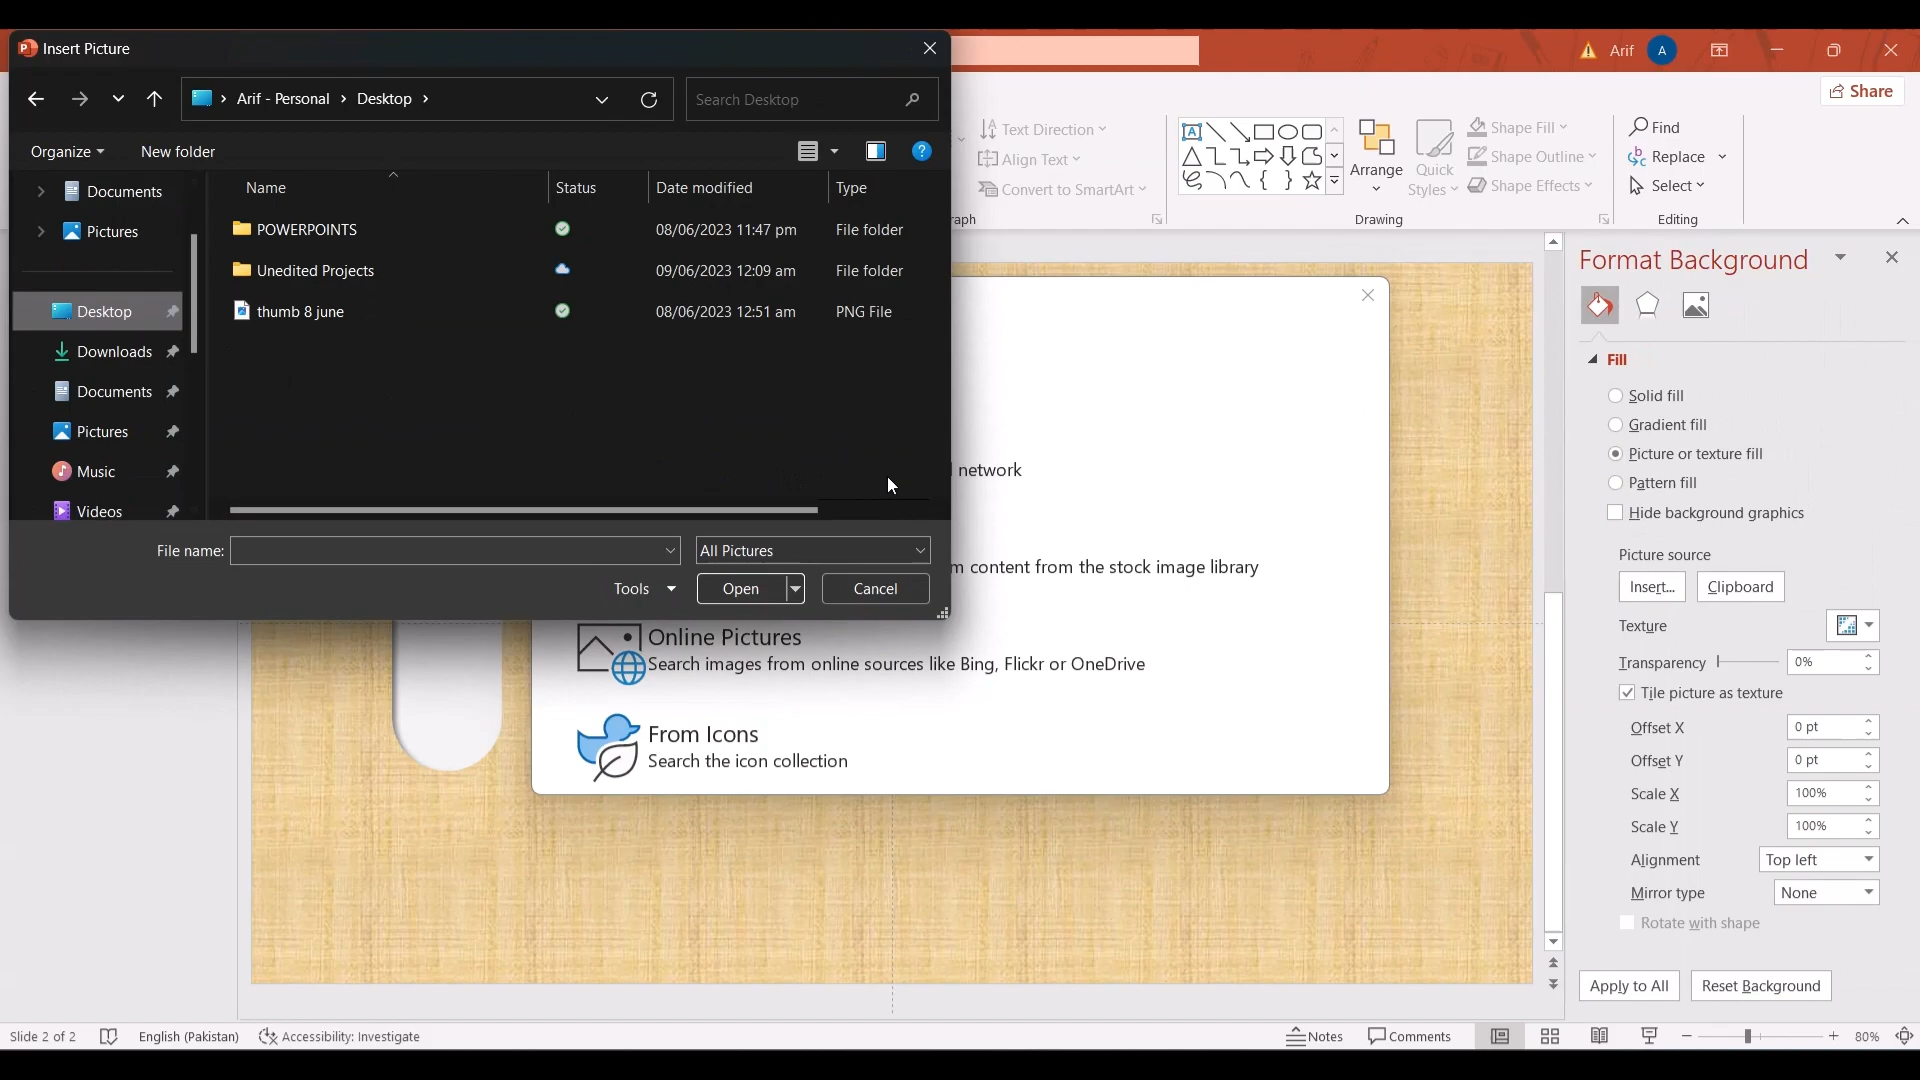 Insert Picture
Arif - Personal > Desktop >
Search Desktop
Organize
New folder
Documents
Pictures
Desktop
Downloads
Documents
Pictures
Music
Videos
Name Status Date modified Type
POWERPOINTS 08/06/2023 11:47 pm File folder
Unedited Projects 09/06/2023 12:09 am File folder
thumb 8 june 08/06/2023 12:51 am PNG File
File name:
All Pictures
Tools
Open
Cancel
Arif
A
Share
Text Direction
Align Text
Convert to SmartArt
raph
Arrange
Quick
Styles
Shape Fill
Shape Outline
Shape Effects
Drawing
Find
Replace
Select
Editing
network
m content from the stock image library
Online Pictures
Search images from online sources like Bing, Flickr or OneDrive
From Icons
Search the icon collection
Format Background
Fill
Solid fill
Gradient fill
Picture or texture fill
Pattern fill
Hide background graphics
Picture source
Insert...
Clipboard
Texture
Transparency 0%
Tile picture as texture
Offset X 0 pt
Offset Y 0 pt
Scale X 100%
Scale Y 100%
Alignment Top left
Mirror type None
Rotate with shape
Apply to All
Reset Background
Slide 2 of 2
English (Pakistan)
Accessibility: Investigate
Notes
Comments
80%